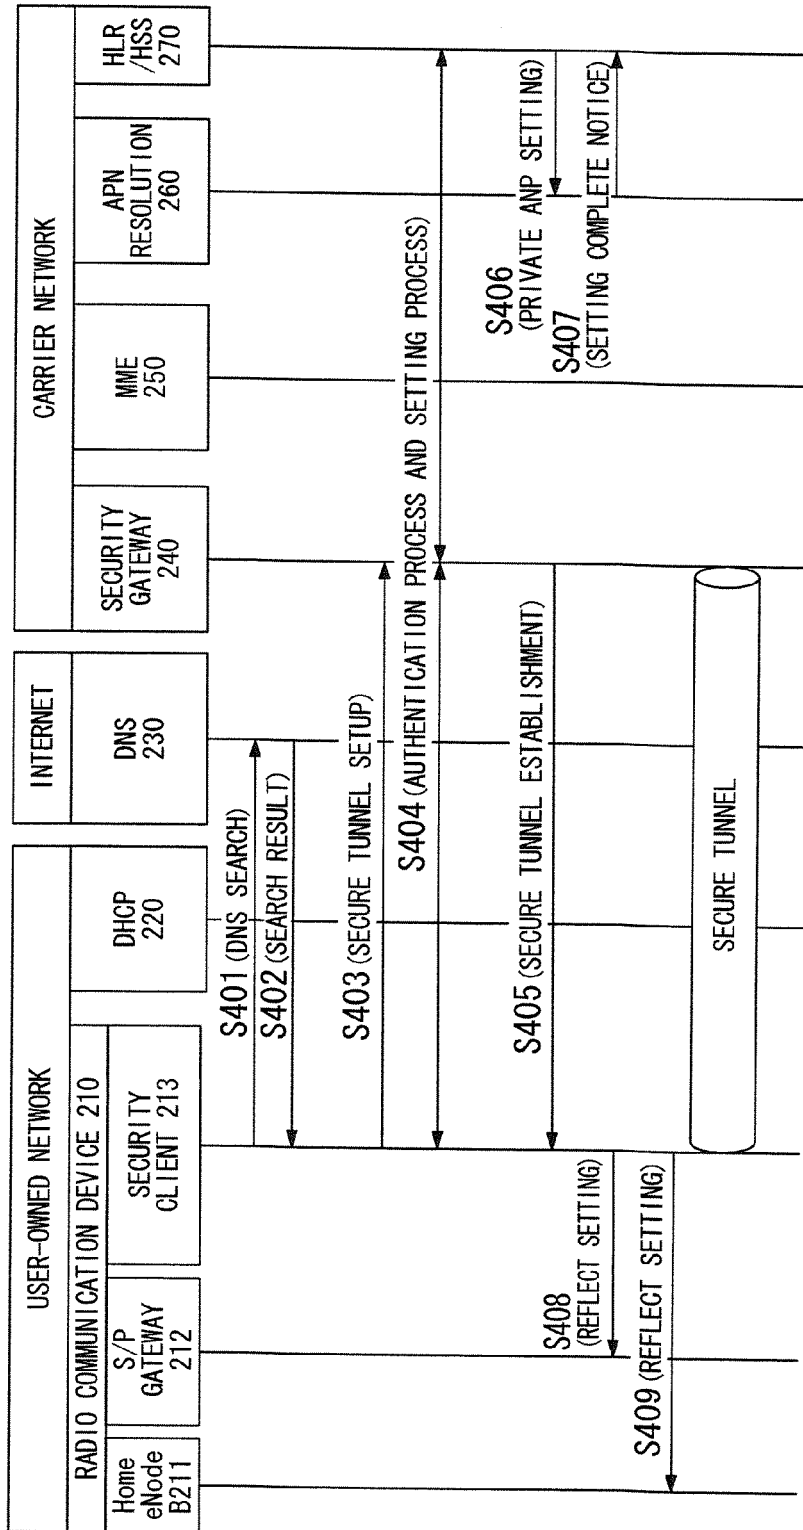 USER-OWNED NETWORK
INTERNET
CARRIER NETWORK
RADIO COMMUNICATION DEVICE 210
Home
eNode
B211
S/P
GATEWAY
212
SECURITY
CLIENT 213
DHCP
220
DNS
230
SECURITY
GATEWAY
240
MME
250
APN
RESOLUTION
260
HLR
/HSS
270
S401 (DNS SEARCH)
S402 (SEARCH RESULT)
S403 (SECURE TUNNEL SETUP)
S404 (AUTHENTICATION PROCESS AND SETTING PROCESS)
S405 (SECURE TUNNEL ESTABLISHMENT)
S406
(PRIVATE ANP SETTING)
S407
(SETTING COMPLETE NOTICE)
S408
(REFLECT SETTING)
S409 (REFLECT SETTING)
SECURE TUNNEL